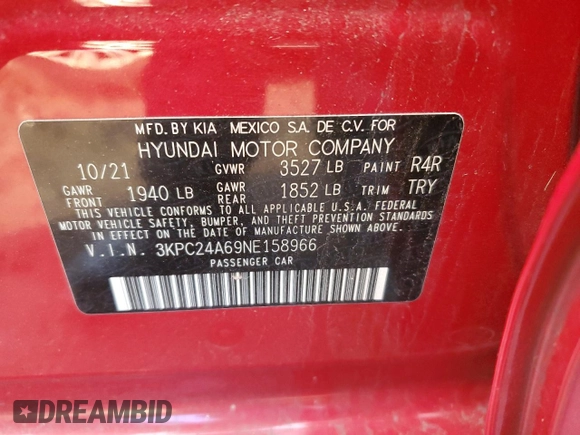 MFD. BY KIA MEXICO S.A. DE C.V. FOR
HYUNDAI MOTOR COMPANY
10/21 GVWR 3527 LB PAINT R4R
GAWR FRONT 1940 LB GAWR REAR 1852 LB TRIM TRY
THIS VEHICLE CONFORMS TO ALL APPLICABLE U.S.A. FEDERAL
MOTOR VEHICLE SAFETY, BUMPER, AND THEFT PREVENTION STANDARDS
IN EFFECT ON THE DATE OF MANUFACTURE SHOWN ABOVE.
V.I.N. 3KPC24A69NE158966
PASSENGER CAR
DREAMBID